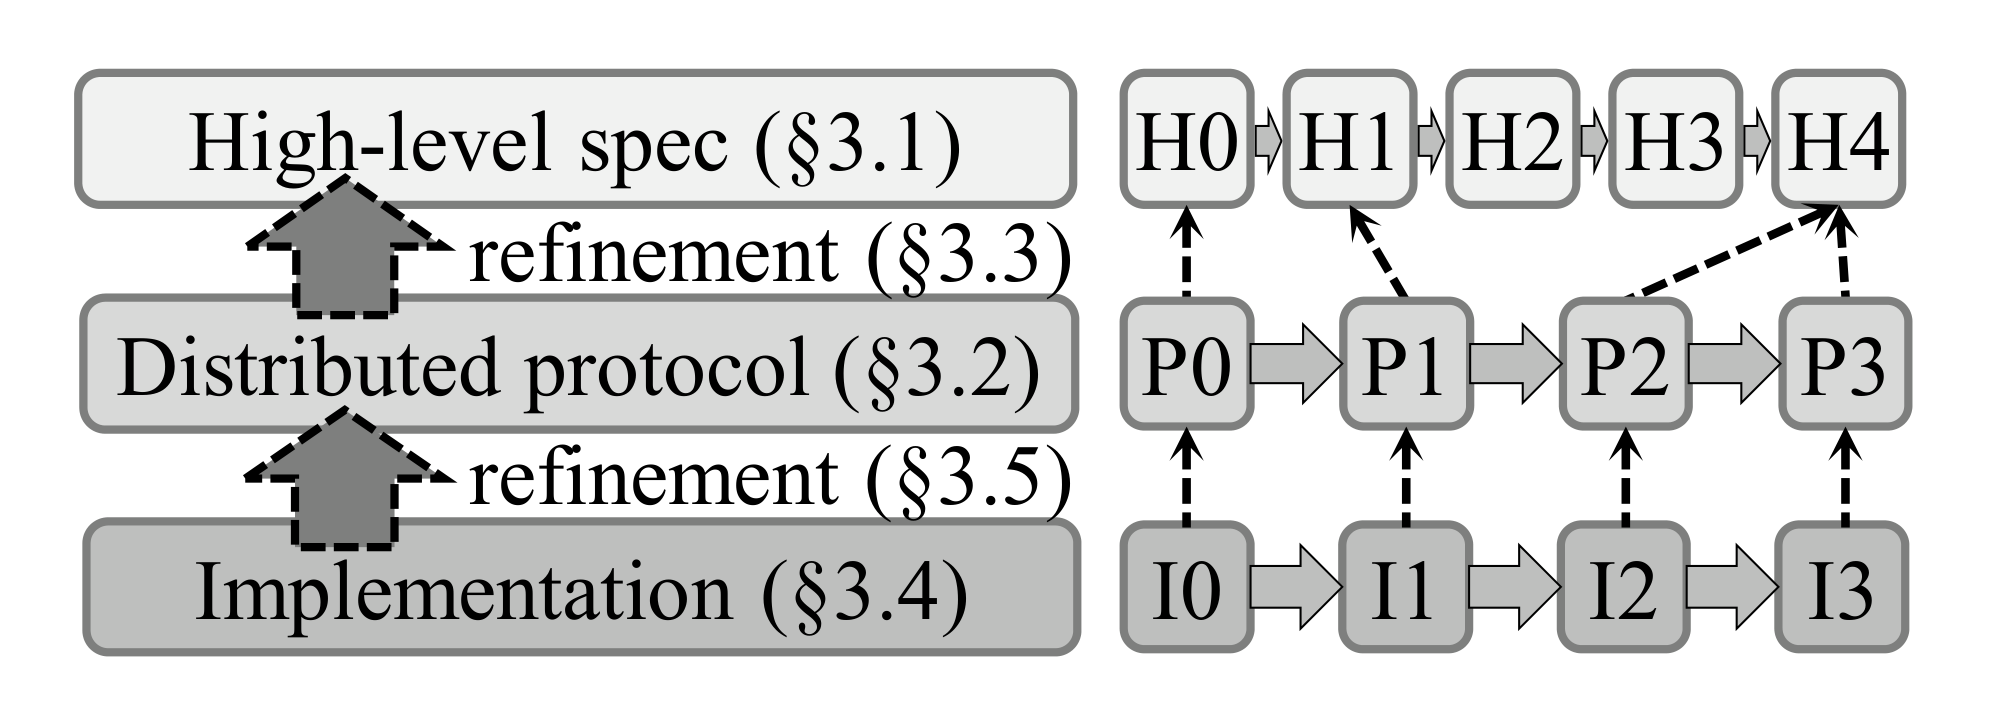 High-level spec (§3.1)
H0 H1 H2 H3 H4
refinement (§3.3)
Distributed protocol (§3.2)
P0 P1 P2 P3
refinement (§3.5)
Implementation (§3.4)
I0 I1 I2 I3